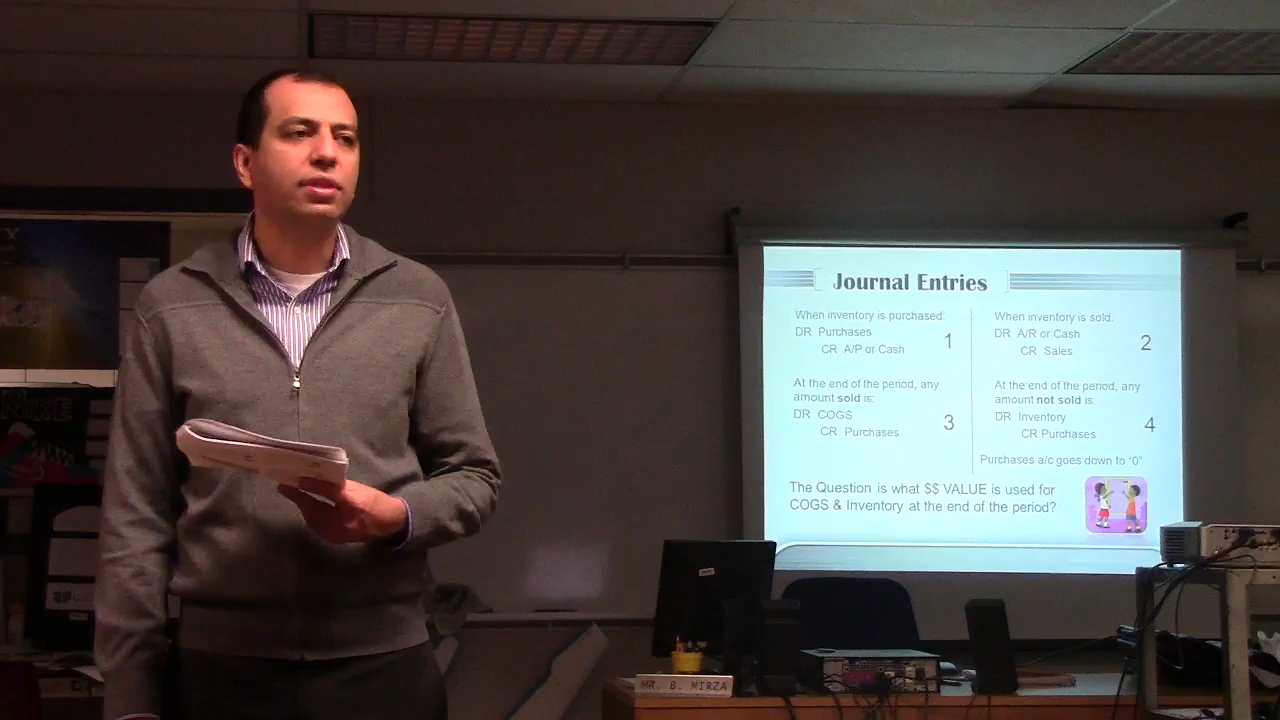 Journal Entries
When inventory is purchased:
DR Purchases
CR A/P or Cash
1
When inventory is sold:
DR A/R or Cash
CR Sales
2
At the end of the period, any
amount sold is:
DR COGS
CR Purchases
3
At the end of the period, any
amount not sold is:
DR Inventory
CR Purchases
4
Purchases a/c goes down to "0"
The Question is what $$ VALUE is used for
COGS & Inventory at the end of the period?
MR. B. MIRZA